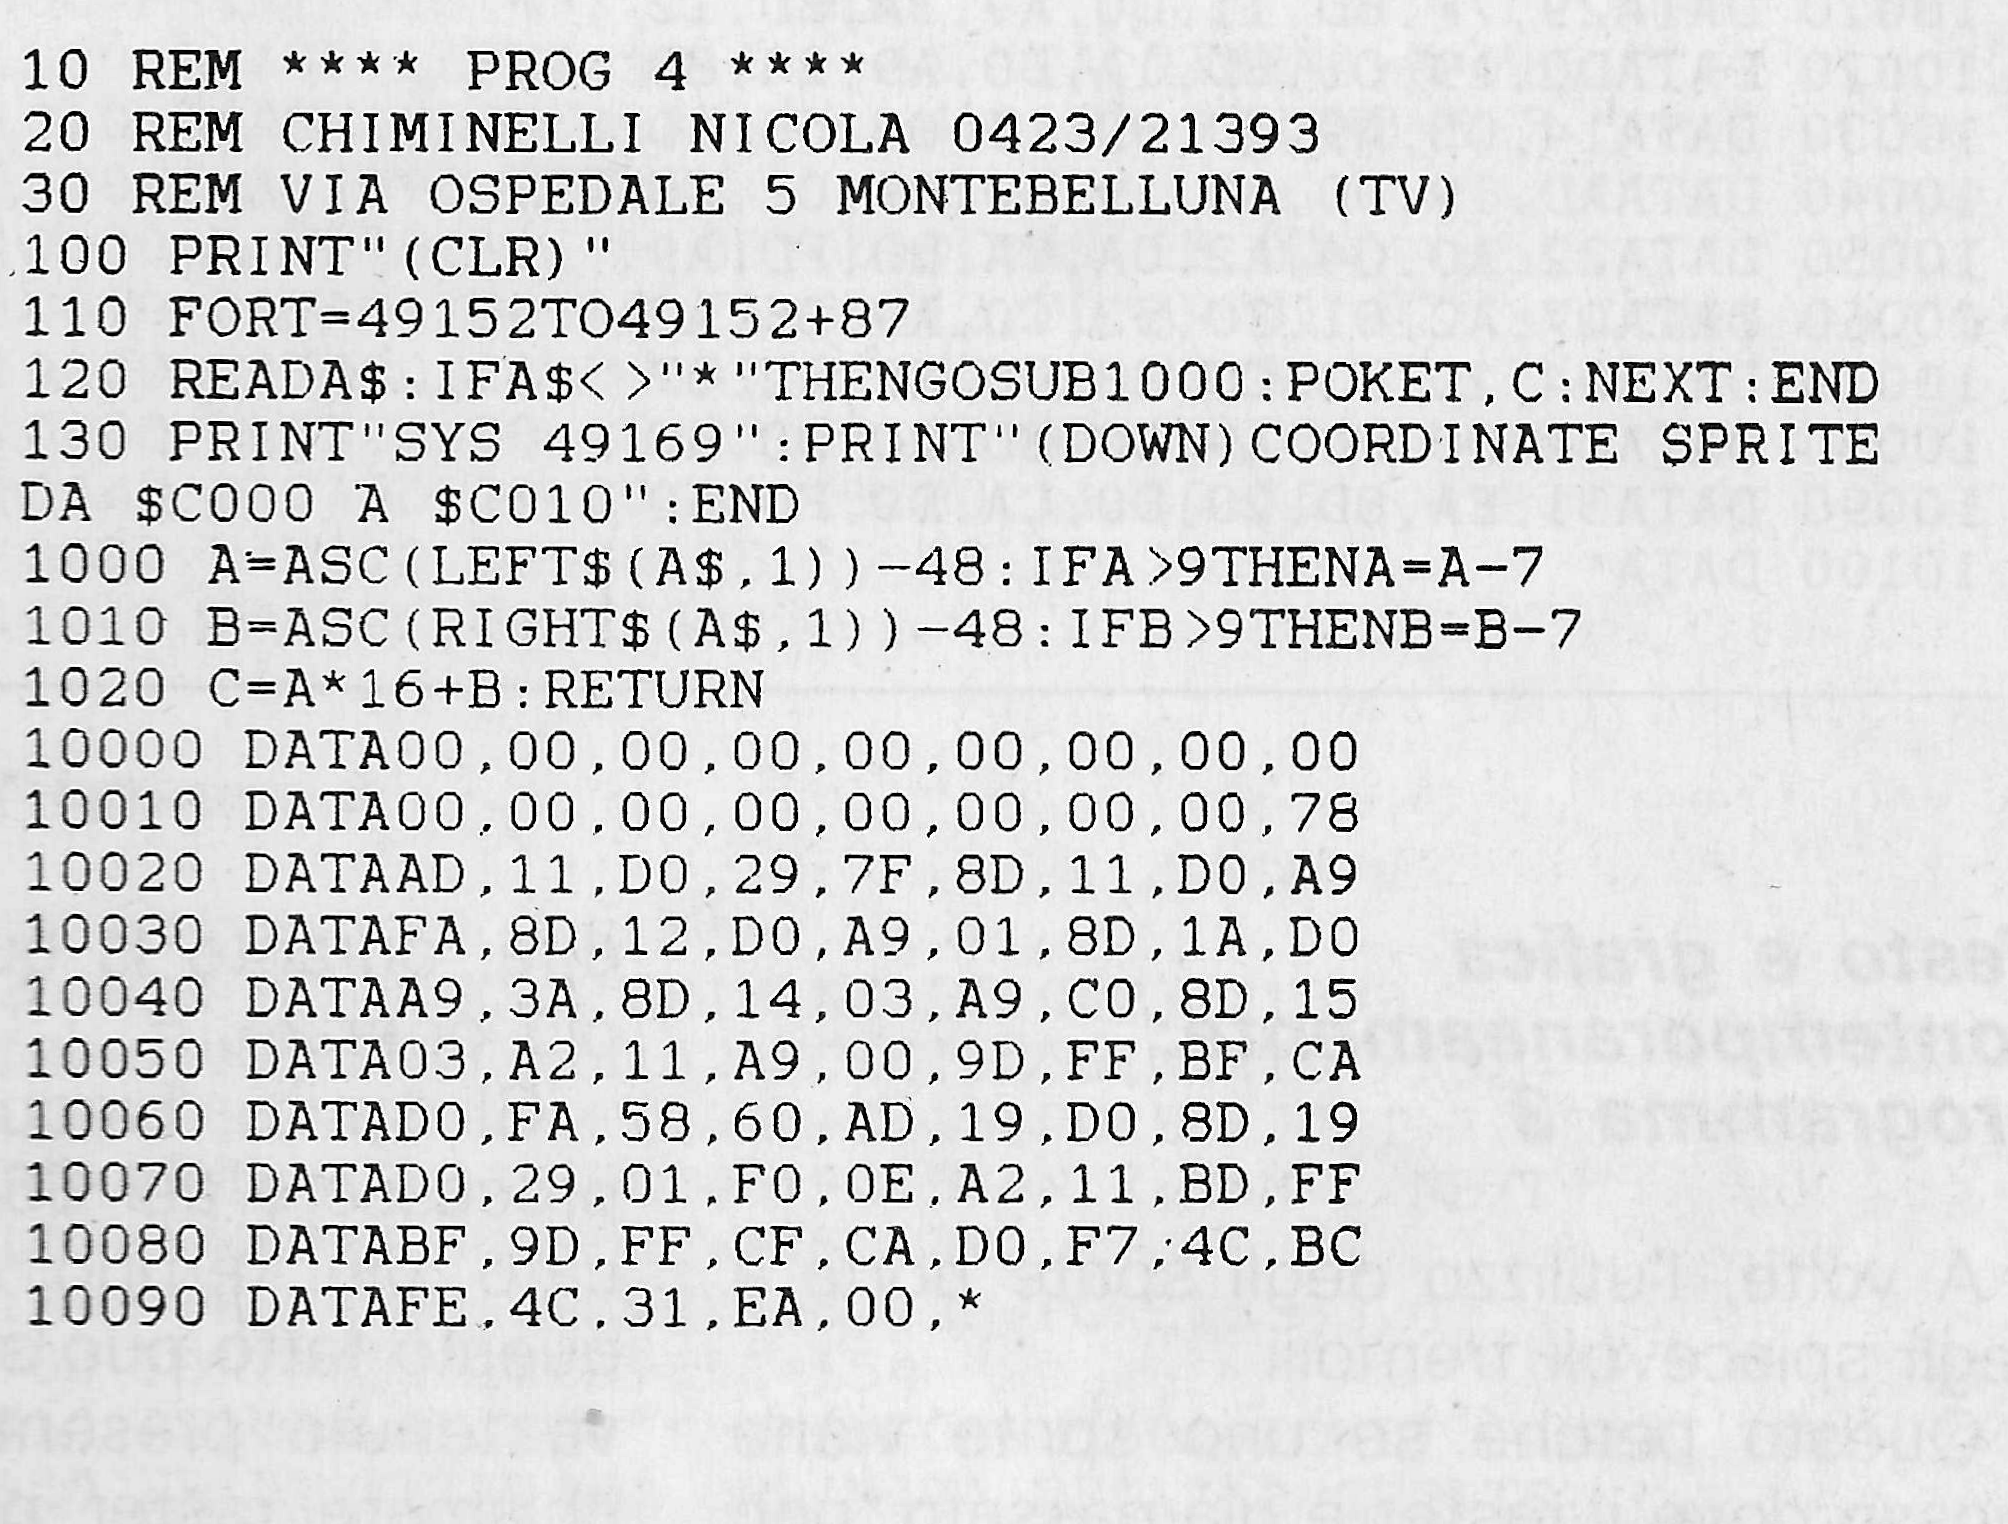 10 REM **** PROG 4 ****
20 REM CHIMINELLI NICOLA 0423/21393
30 REM VIA OSPEDALE 5 MONTEBELLUNA (TV)
100 PRINT"(CLR)"
110 FORT=49152TO49152+87
120 READA$:IFA$<>"*"THENGOSUB1000:POKET,C:NEXT:END
130 PRINT"SYS 49169":PRINT"(DOWN)COORDINATE SPRITE
DA $C000 A $C010":END
1000 A=ASC(LEFT$(A$,1))-48:IFA>9THENA=A-7
1010 B=ASC(RIGHT$(A$,1))-48:IFB>9THENB=B-7
1020 C=A*16+B:RETURN
10000 DATA00,00,00,00,00,00,00,00,00
10010 DATA00,00,00,00,00,00,00,00,78
10020 DATAAD,11,D0,29,7F,8D,11,D0,A9
10030 DATAFA,8D,12,D0,A9,01,8D,1A,D0
10040 DATAA9,3A,8D,14,03,A9,C0,8D,15
10050 DATA03,A2,11,A9,00,9D,FF,BF,CA
10060 DATAD0,FA,58,60,AD,19,D0,8D,19
10070 DATAD0,29,01,F0,0E,A2,11,BD,FF
10080 DATABF,9D,FF,CF,CA,D0,F7,4C,BC
10090 DATAFE,4C,31,EA,00,*